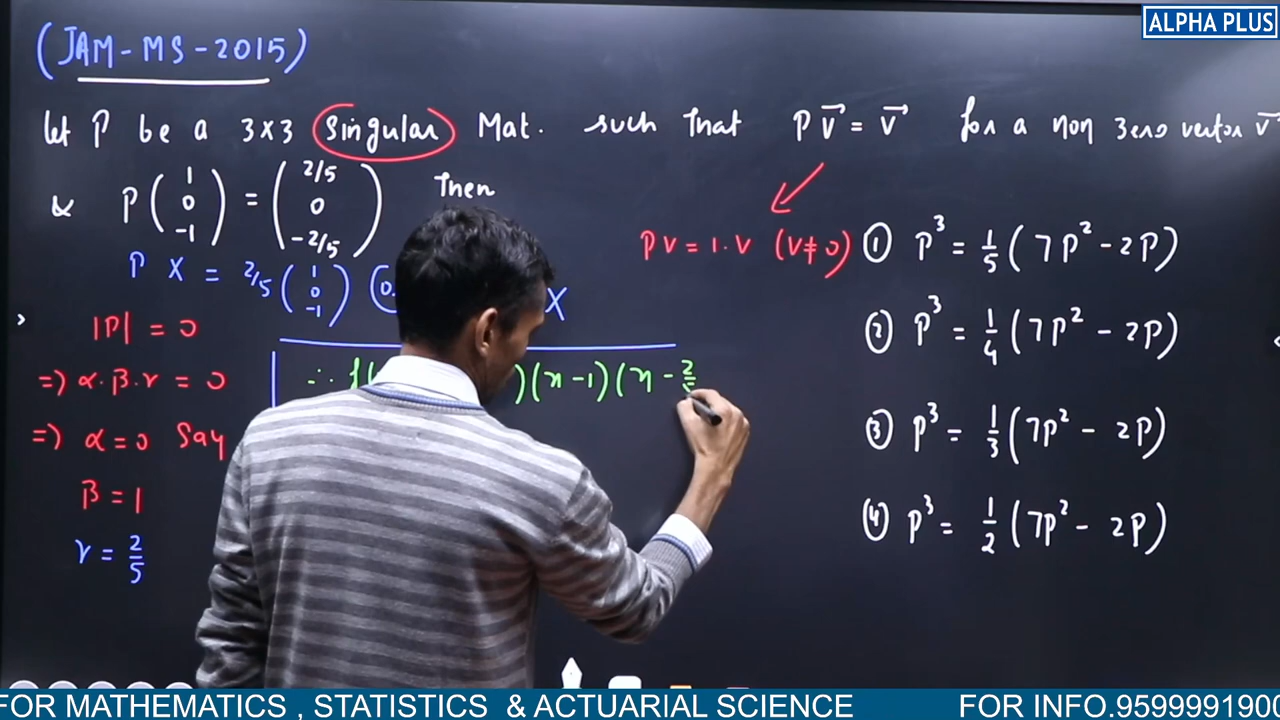 ALPHA PLUS
(JAM-MS-2015)
Let P be a 3×3 Singular Mat. such that P v⃗ = v⃗ for a non zero vector v⃗
& P (1 0 -1) = (2/5 0 -2/5) Then
P X = 2/5 (1 0 -1) X
PV = 1.V (V≠0)
① P³ = 1/5 (7P² - 2P)
② P³ = 1/4 (7P² - 2P)
③ P³ = 1/3 (7P² - 2P)
④ P³ = 1/2 (7P² - 2P)
|P| = 0
=) α.β.γ = 0
=) α = 0 Say
β = 1
γ = 2/5
∴ )(x-1)(x-2/5
FOR MATHEMATICS , STATISTICS & ACTUARIAL SCIENCE FOR INFO.9599991900